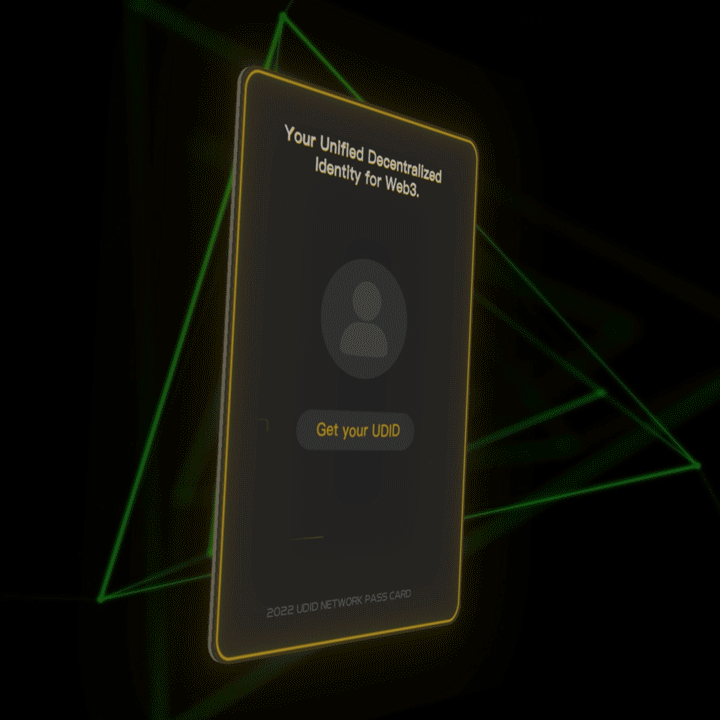 Your Unified Decentralized
Identity for Web3.
Get your UDID
2022 UDID NETWORK PASS CARD